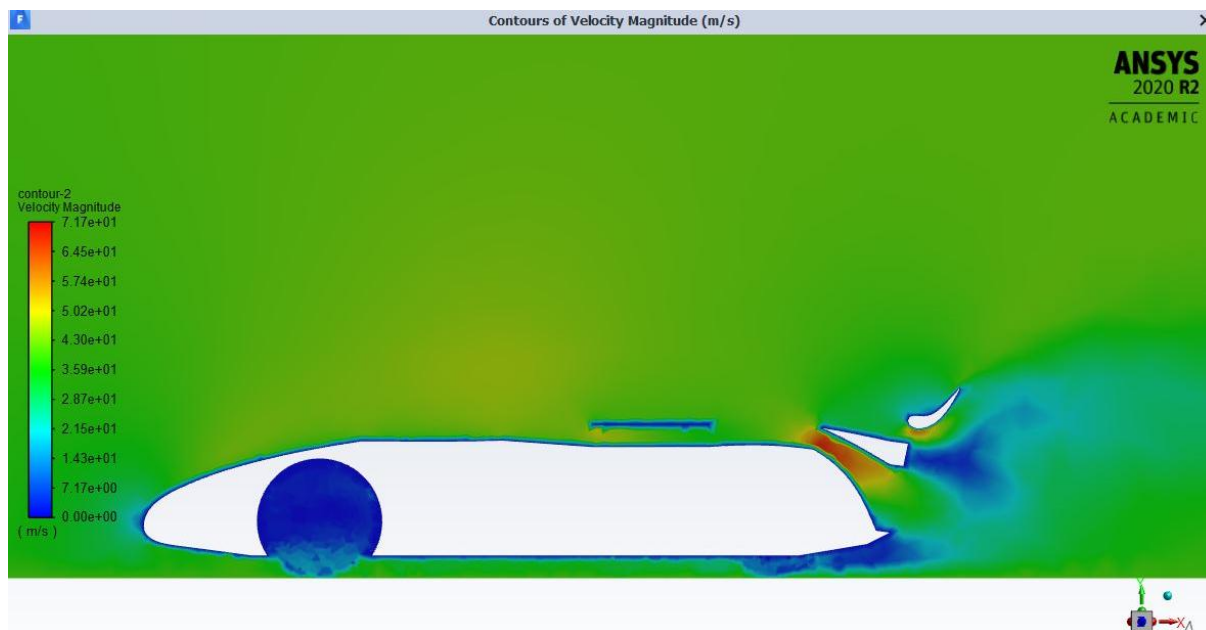 F
Contours of Velocity Magnitude (m/s)
ANSYS
2020 R2
ACADEMIC
contour-2
Velocity Magnitude
7.17e+01
6.45e+01
5.74e+01
5.02e+01
4.30e+01
3.59e+01
2.87e+01
2.15e+01
1.43e+01
7.17e+00
0.00e+00
( m/s )
Y
X